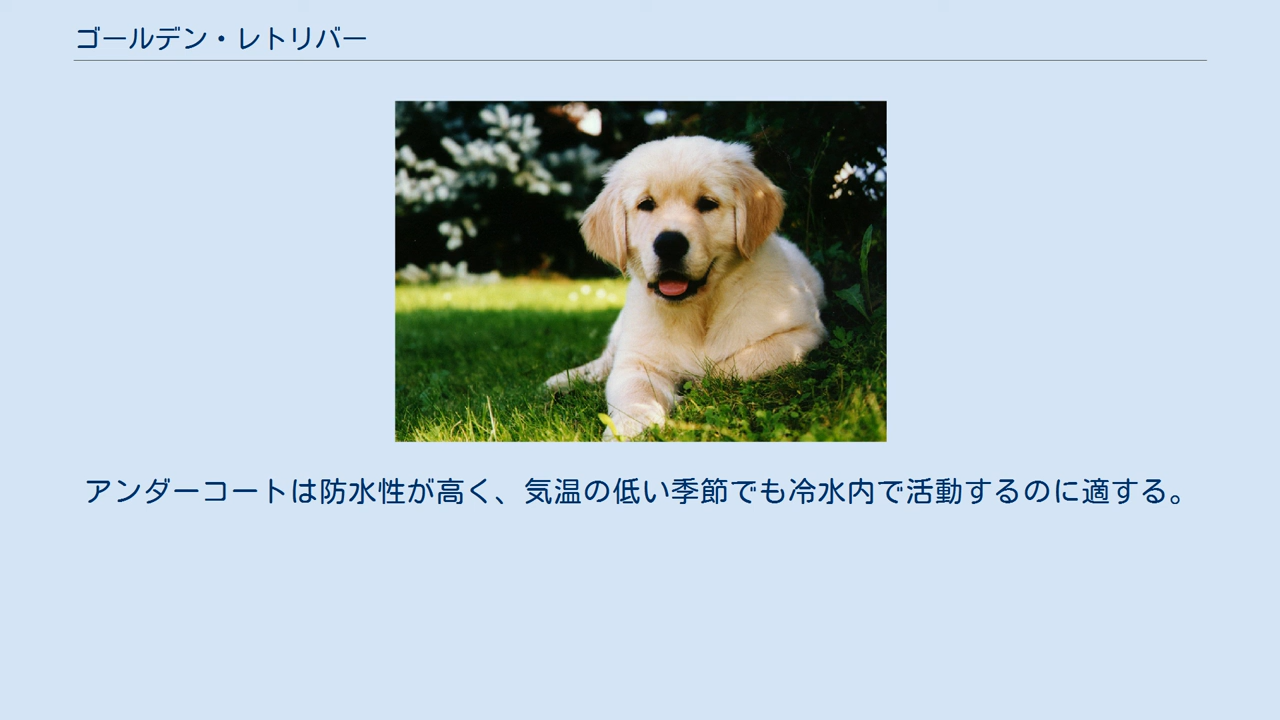 ゴールデン・レトリバー
アンダーコートは防水性が高く、気温の低い季節でも冷水内で活動するのに適する。